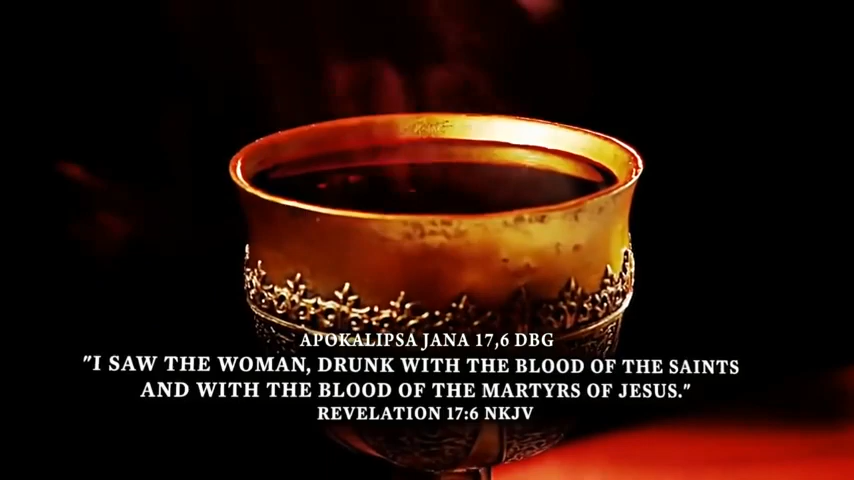 APOKALIPSA JANA 17,6 DBG
"I SAW THE WOMAN, DRUNK WITH THE BLOOD OF THE SAINTS
AND WITH THE BLOOD OF THE MARTYRS OF JESUS."
REVELATION 17:6 NKJV